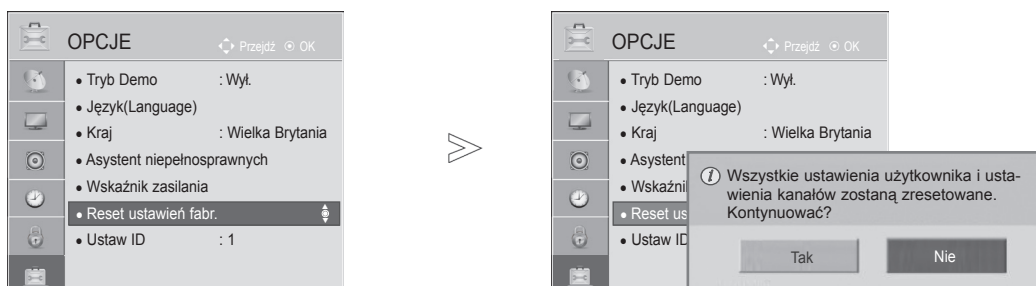 OPCJE
Przejdź OK
• Tryb Demo : Wył.
• Język(Language)
• Kraj : Wielka Brytania
• Asystent niepełnosprawnych
• Wskaźnik zasilania
• Reset ustawień fabr.
• Ustaw ID : 1
OPCJE
Przejdź OK
• Tryb Demo : Wył.
• Język(Language)
• Kraj : Wielka Brytania
• Asystent
• Wskaźni
• Reset us
• Ustaw ID
Wszystkie ustawienia użytkownika i usta-
wienia kanałów zostaną zresetowane.
Kontynuować?
Tak
Nie